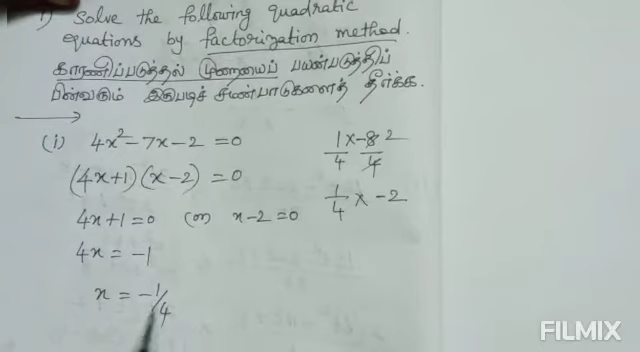 1) Solve the following quadratic
equations by factorization method.
காரணிப்படுத்தல் முறையைப் பயன்படுத்திப்
பின்வரும் இருபடிச் சமன்பாடுகளைத் தீர்க்க.
(i) 4x² - 7x - 2 = 0
(4x+1) (x-2) = 0
4x+1 = 0 (or) x-2 = 0
4x = -1
x = -1/4
1/4 x -8/4 2
1/4 x -2
FILMIX